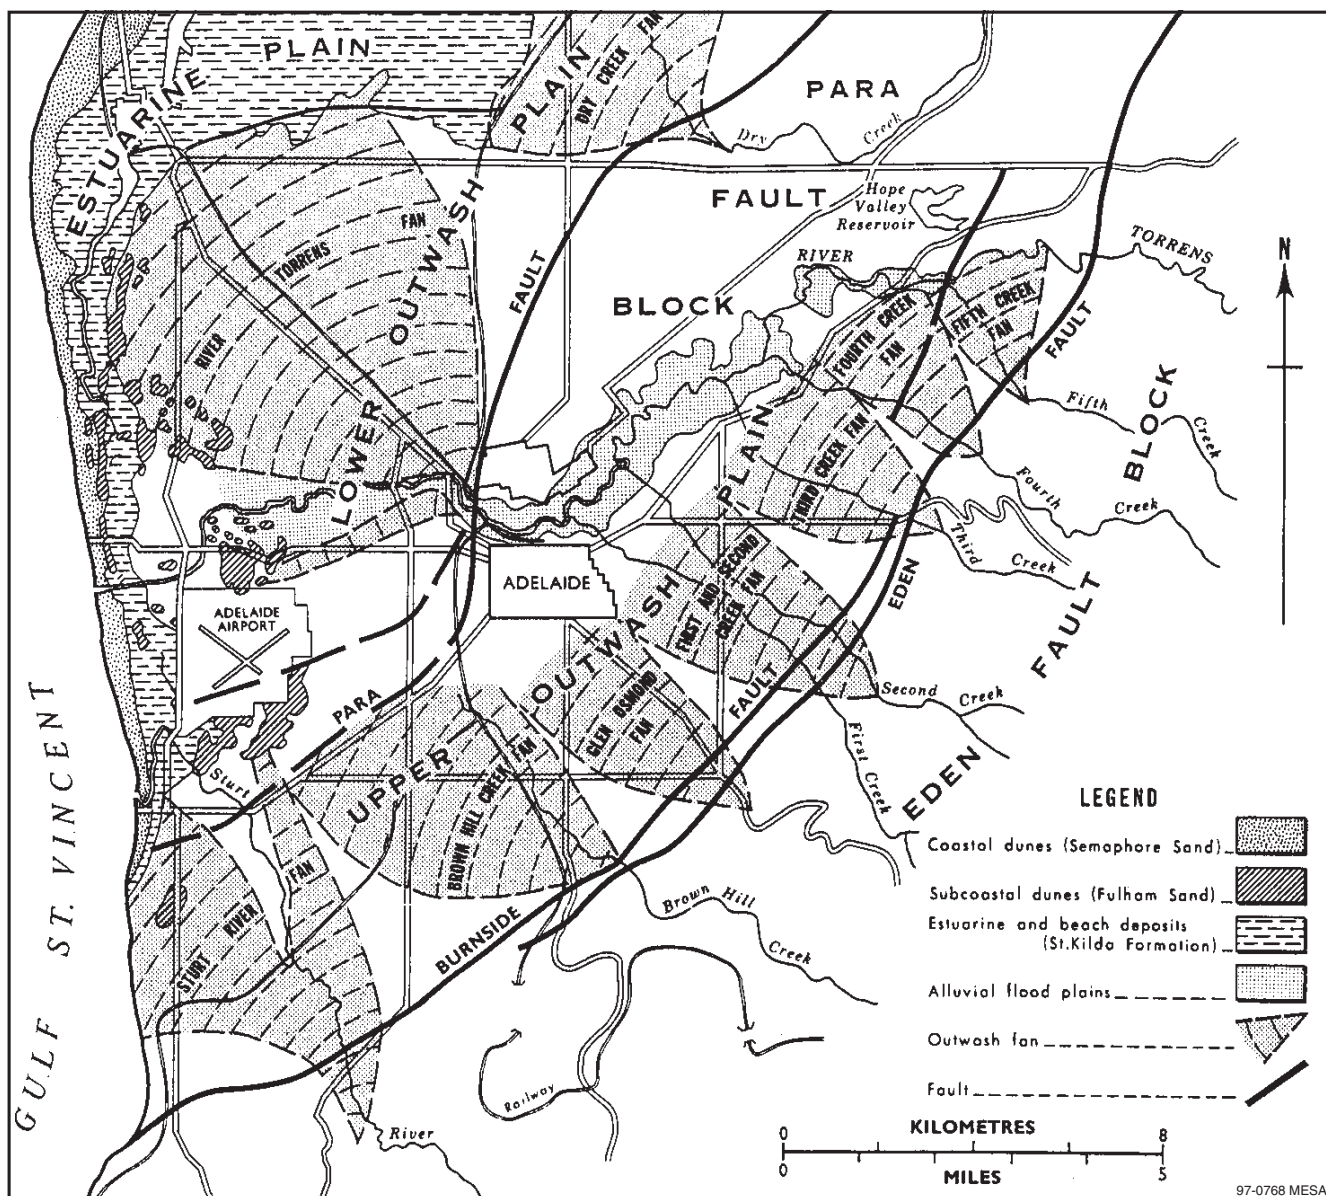 PLAIN
ESTUARINE
PLAIN
DRY CREEK FAN
PARA
Dry Creek
FAULT
Hope
Valley
Reservoir
RIVER TORRENS
BLOCK
OUTWASH
FAULT
RIVER TORRENS FAN
LOWER
FOURTH CREEK
FAN
FIFTH CREEK
FAN
FAULT
Fifth Creek
BLOCK
PLAIN
THIRD CREEK FAN
Fourth Creek
Third Creek
FAULT
EDEN
ADELAIDE
ADELAIDE
AIRPORT
FIRST AND SECOND
CREEK FAN
OUTWASH
GLEN OSMOND
FAN
FAULT
Second Creek
First Creek
EDEN
PARA
UPPER
BROWN HILL CREEK FAN
Sturt
STURT RIVER FAN
BURNSIDE
Brown Hill
Creek
Railway
River
GULF ST. VINCENT
N
LEGEND
Coastal dunes (Semaphore Sand)
Subcoastal dunes (Fulham Sand)
Estuarine and beach deposits
(St.Kilda Formation)
Alluvial flood plains
Outwash fan
Fault
KILOMETRES
0 8
0 5
MILES
97-0768 MESA